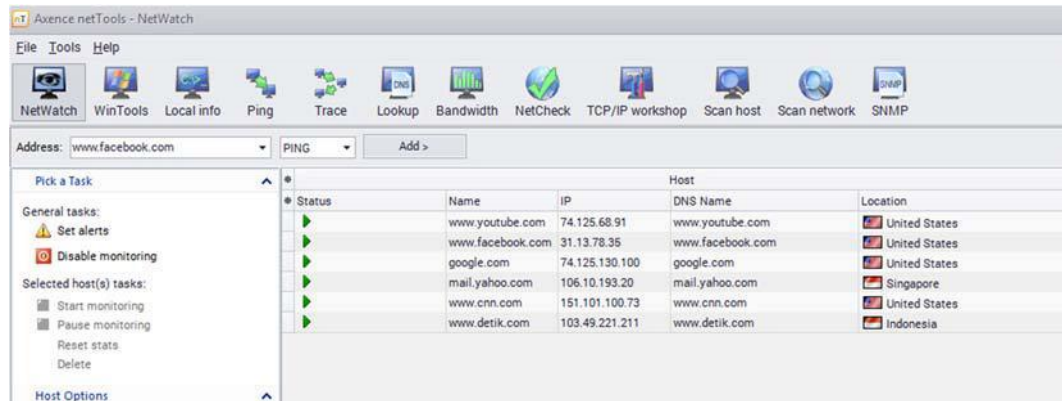 nT Axence netTools - NetWatch
File Tools Help
NetWatch WinTools Local info Ping Trace Lookup Bandwidth NetCheck TCP/IP workshop Scan host Scan network SNMP
Address: www.facebook.com PING Add >
Pick a Task
General tasks:
Set alerts
Disable monitoring
Selected host(s) tasks:
Start monitoring
Pause monitoring
Reset stats
Delete
Host Options
Host
Status Name IP DNS Name Location
www.youtube.com 74.125.68.91 www.youtube.com United States
www.facebook.com 31.13.78.35 www.facebook.com United States
google.com 74.125.130.100 google.com United States
mail.yahoo.com 106.10.193.20 mail.yahoo.com Singapore
www.cnn.com 151.101.100.73 www.cnn.com United States
www.detik.com 103.49.221.211 www.detik.com Indonesia